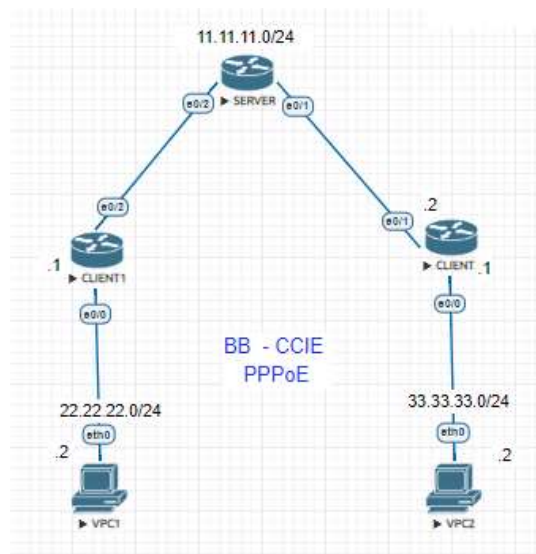 11.11.11.0/24
SERVER
e0/2
e0/1
e0/2
.2
e0/1
.1
CLIENT1
CLIENT
.1
e0/0
e0/0
BB - CCIE
PPPoE
22.22.22.0/24
33.33.33.0/24
eth0
eth0
.2
.2
VPC1
VPC2